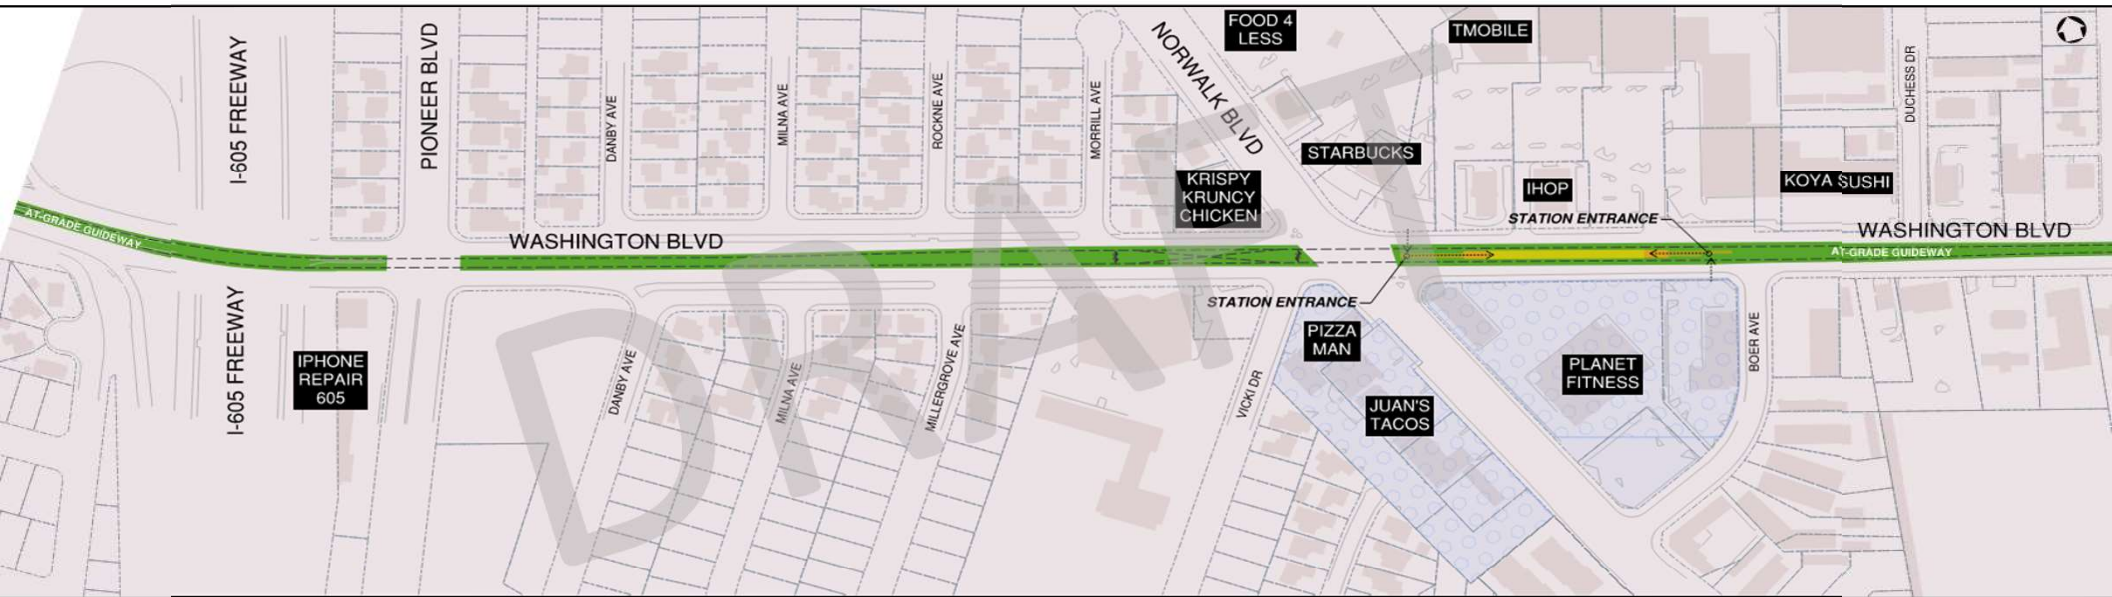 FOOD 4
LESS
TMOBILE
I-605 FREEWAY
PIONEER BLVD
DANBY AVE
MILNA AVE
ROCKNE AVE
MORRILL AVE
NORWALK BLVD
DUCHESS DR
STARBUCKS
KRISPY
KRUNCY
CHICKEN
IHOP
KOYA SUSHI
STATION ENTRANCE
AT-GRADE GUIDEWAY
WASHINGTON BLVD
WASHINGTON BLVD
AT-GRADE GUIDEWAY
STATION ENTRANCE
I-605 FREEWAY
IPHONE
REPAIR
605
DANBY AVE
MILNA AVE
MILLERGROVE AVE
VICKI DR
PIZZA
MAN
JUAN'S
TACOS
PLANET
FITNESS
BOER AVE
DRAFT